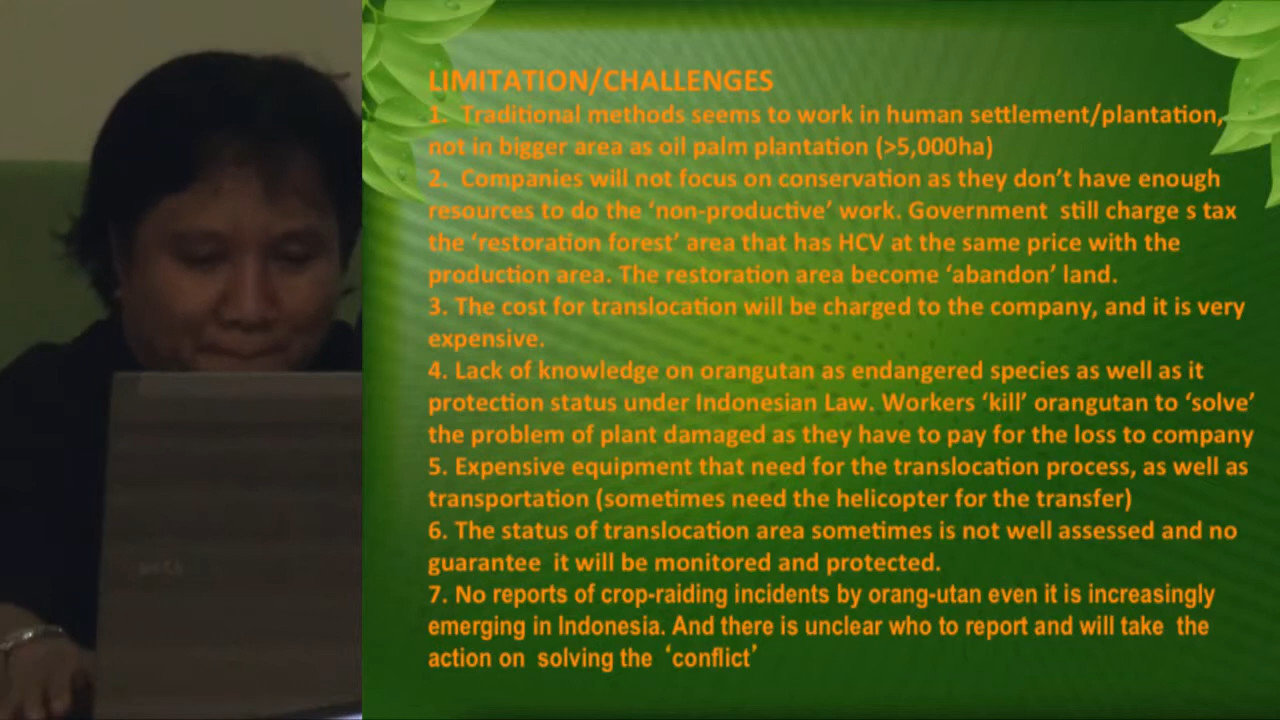 LIMITATION/CHALLENGES
1. Traditional methods seems to work in human settlement/plantation,
not in bigger area as oil palm plantation (>5,000ha)
2. Companies will not focus on conservation as they don’t have enough
resources to do the ‘non-productive’ work. Government still charge s tax
the ‘restoration forest’ area that has HCV at the same price with the
production area. The restoration area become ‘abandon’ land.
3. The cost for translocation will be charged to the company, and it is very
expensive.
4. Lack of knowledge on orangutan as endangered species as well as it
protection status under Indonesian Law. Workers ‘kill’ orangutan to ‘solve’
the problem of plant damaged as they have to pay for the loss to company
5. Expensive equipment that need for the translocation process, as well as
transportation (sometimes need the helicopter for the transfer)
6. The status of translocation area sometimes is not well assessed and no
guarantee it will be monitored and protected.
7. No reports of crop-raiding incidents by orang-utan even it is increasingly
emerging in Indonesia. And there is unclear who to report and will take the
action on solving the ‘conflict’